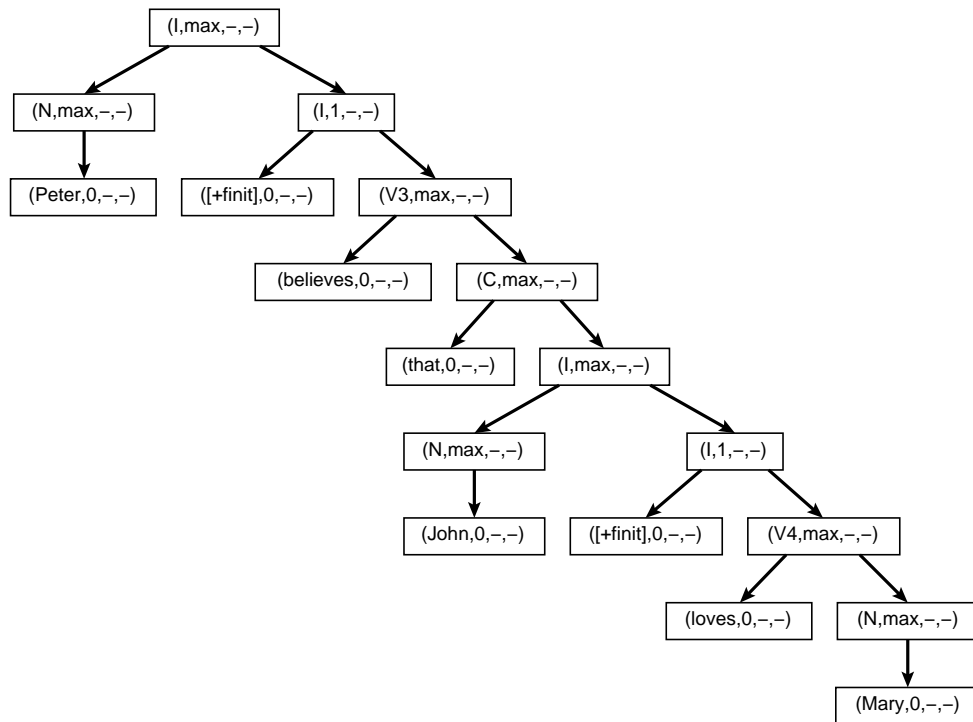 (I,max,–,–)
(N,max,–,–) (I,1,–,–)
(Peter,0,–,–) ([+finit],0,–,–) (V3,max,–,–)
(believes,0,–,–) (C,max,–,–)
(that,0,–,–) (I,max,–,–)
(N,max,–,–) (I,1,–,–)
(John,0,–,–) ([+finit],0,–,–) (V4,max,–,–)
(loves,0,–,–) (N,max,–,–)
(Mary,0,–,–)